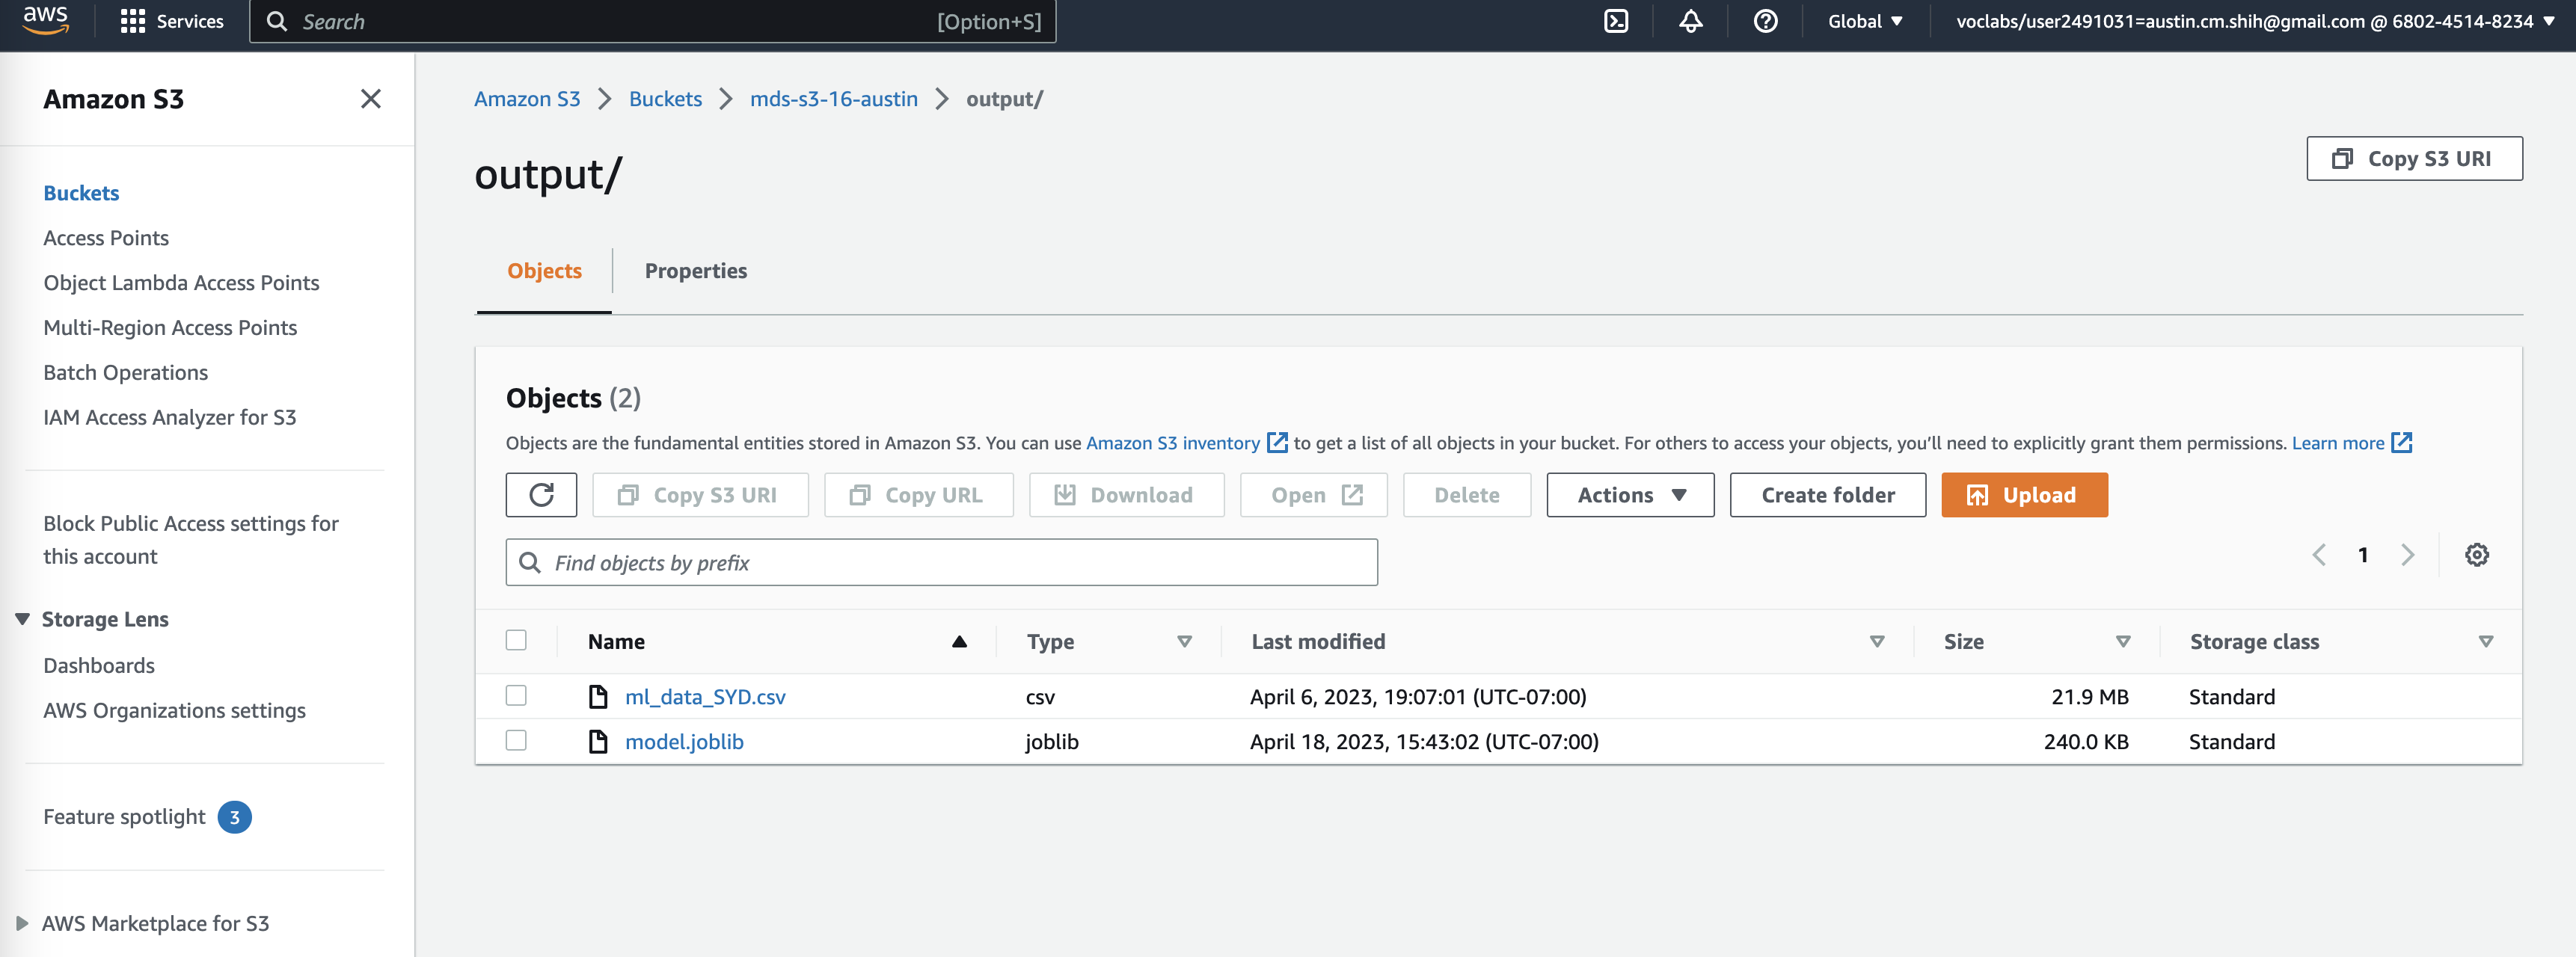 aws
Services
Search [Option+S]
Global
voclabs/user2491031=austin.cm.shih@gmail.com @ 6802-4514-8234
Amazon S3
Buckets
Access Points
Object Lambda Access Points
Multi-Region Access Points
Batch Operations
IAM Access Analyzer for S3
Block Public Access settings for
this account
Storage Lens
Dashboards
AWS Organizations settings
Feature spotlight 3
AWS Marketplace for S3
Amazon S3 > Buckets > mds-s3-16-austin > output/
output/
Copy S3 URI
Objects Properties
Objects (2)
Objects are the fundamental entities stored in Amazon S3. You can use Amazon S3 inventory to get a list of all objects in your bucket. For others to access your objects, you’ll need to explicitly grant them permissions. Learn more
Copy S3 URI Copy URL Download Open Delete Actions Create folder Upload
Find objects by prefix
1
Name Type Last modified Size Storage class
ml_data_SYD.csv csv April 6, 2023, 19:07:01 (UTC-07:00) 21.9 MB Standard
model.joblib joblib April 18, 2023, 15:43:02 (UTC-07:00) 240.0 KB Standard